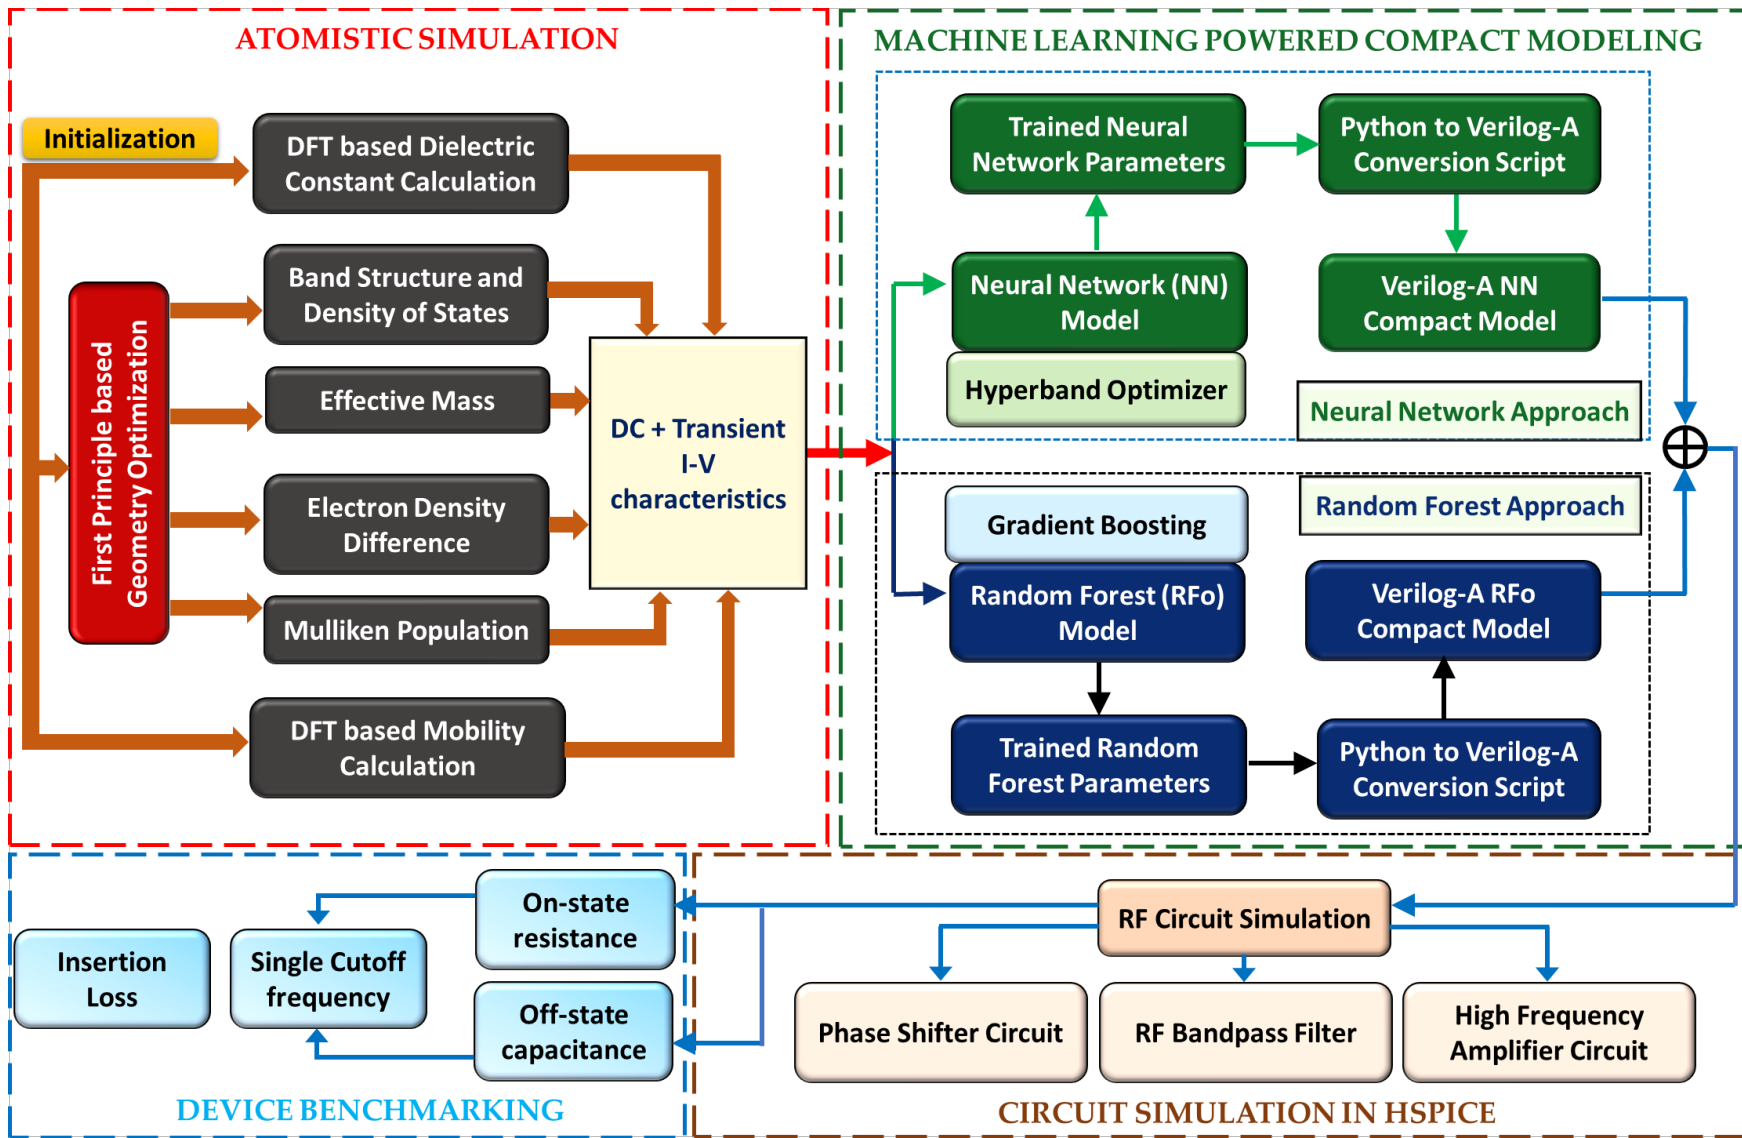 ATOMISTIC SIMULATION
Initialization
DFT based Dielectric
Constant Calculation
First Principle based
Geometry Optimization
Band Structure and
Density of States
Effective Mass
Electron Density
Difference
Mulliken Population
DFT based Mobility
Calculation
DC + Transient
I-V
characteristics
MACHINE LEARNING POWERED COMPACT MODELING
Trained Neural
Network Parameters
Python to Verilog-A
Conversion Script
Neural Network (NN)
Model
Verilog-A NN
Compact Model
Hyperband Optimizer
Neural Network Approach
Random Forest Approach
Gradient Boosting
Random Forest (RFo)
Model
Verilog-A RFo
Compact Model
Trained Random
Forest Parameters
Python to Verilog-A
Conversion Script
On-state
resistance
Insertion
Loss
Single Cutoff
frequency
Off-state
capacitance
DEVICE BENCHMARKING
RF Circuit Simulation
Phase Shifter Circuit
RF Bandpass Filter
High Frequency
Amplifier Circuit
CIRCUIT SIMULATION IN HSPICE